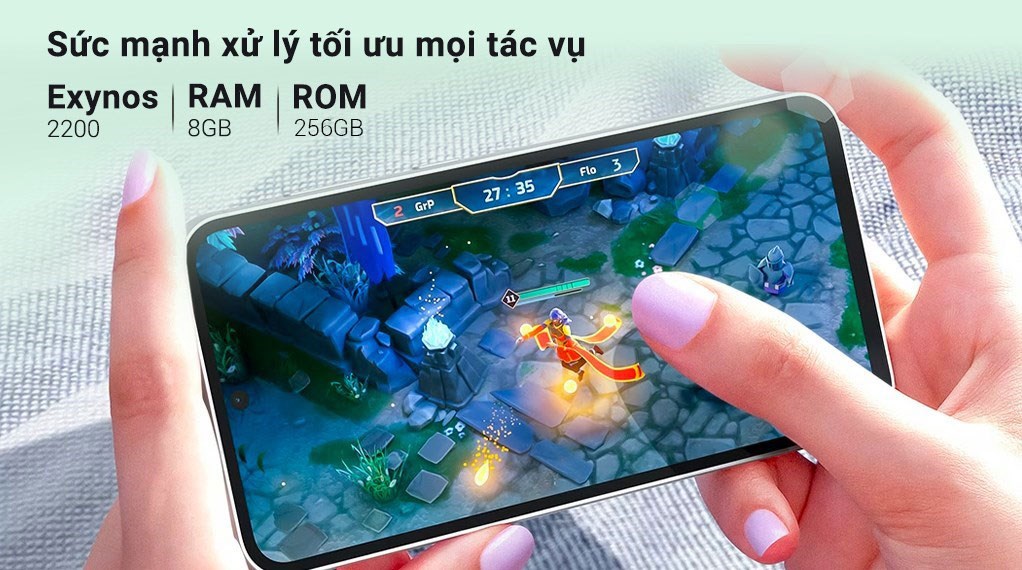 Sức mạnh xử lý tối ưu mọi tác vụ
Exynos RAM ROM
2200 8GB 256GB
2 GrP 27 : 35 Flo 3
11